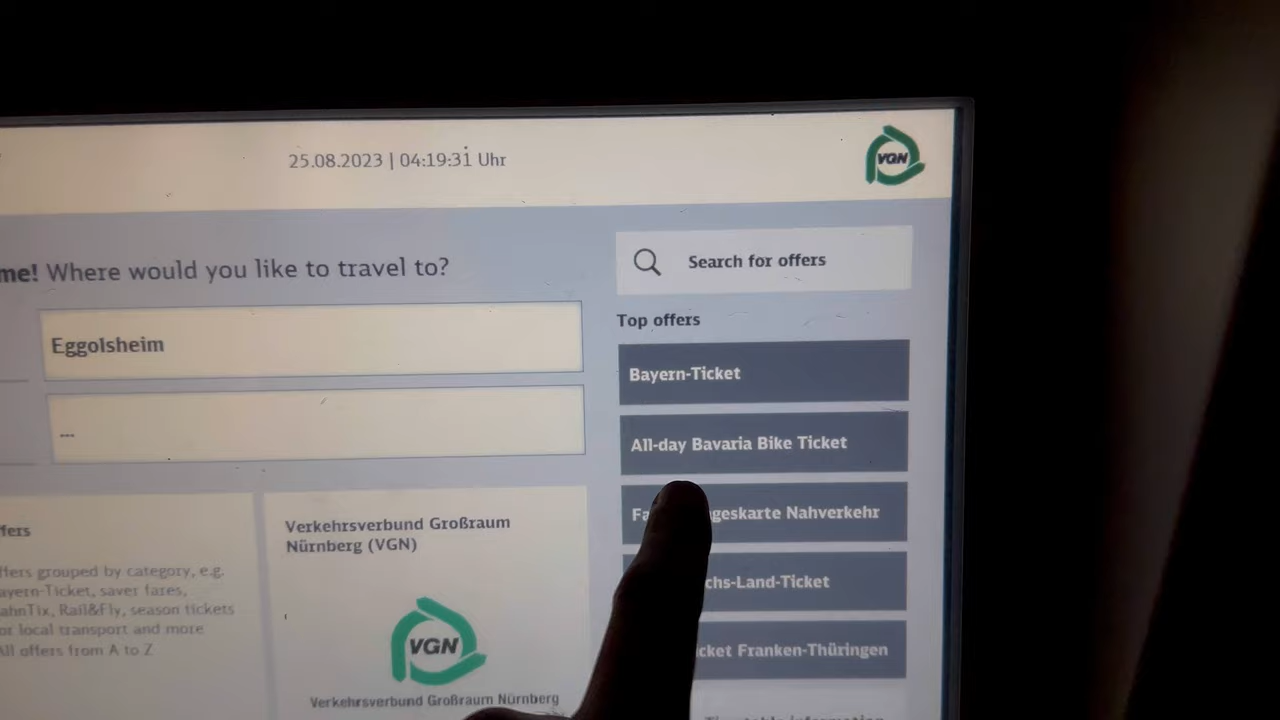 25.08.2023 | 04:19:31 Uhr
VGN
me! Where would you like to travel to?
Search for offers
Eggolsheim
---
Top offers
Bayern-Ticket
All-day Bavaria Bike Ticket
Fa geskarte Nahverkehr
chs-Land-Ticket
cket Franken-Thüringen
ffers
ffers grouped by category, e.g.
ayern-Ticket, saver fares,
ahnTix, Rail&Fly, season tickets
or local transport and more
All offers from A to Z
Verkehrsverbund Großraum
Nürnberg (VGN)
VGN
Verkehrsverbund Großraum Nürnberg